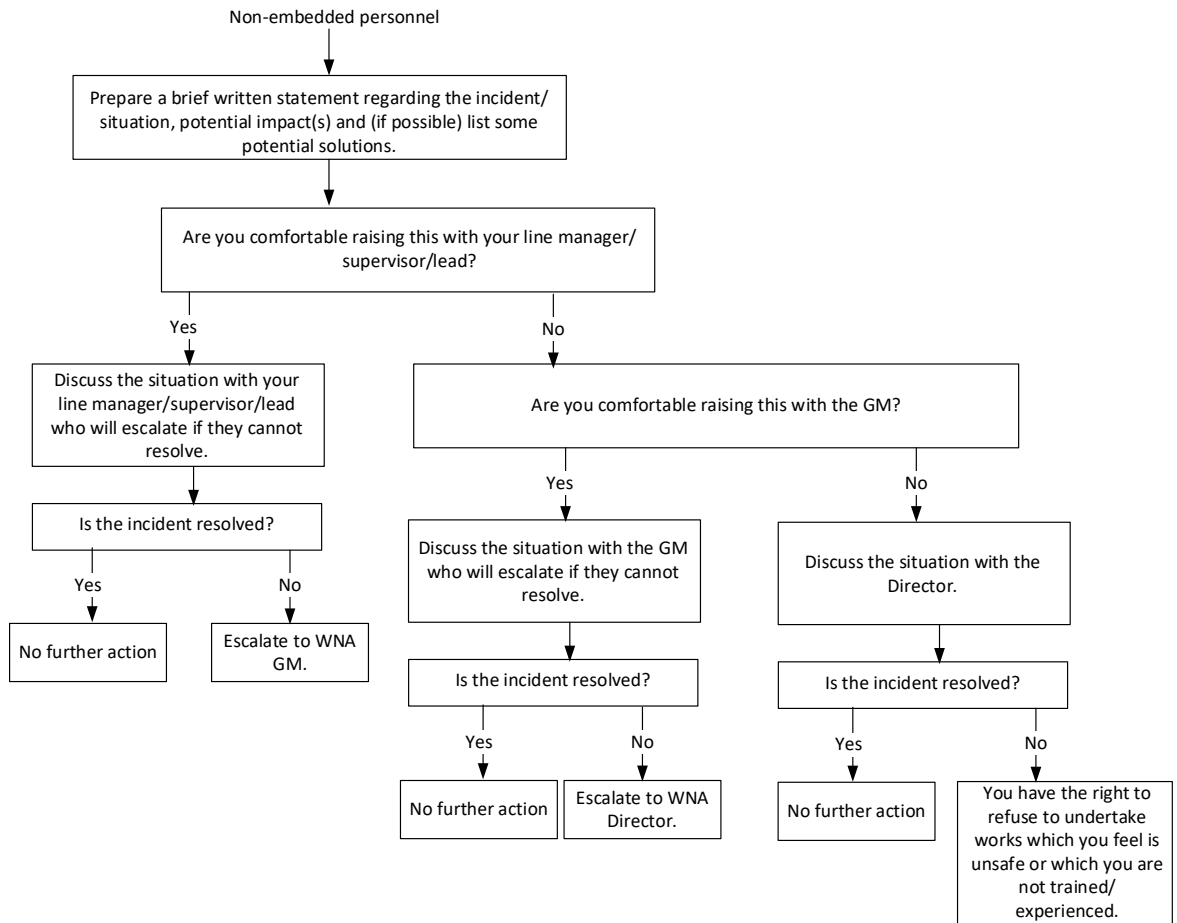 Non-embedded personnel
Prepare a brief written statement regarding the incident/
situation, potential impact(s) and (if possible) list some
potential solutions.
Are you comfortable raising this with your line manager/
supervisor/lead?
Yes
No
Discuss the situation with your
line manager/supervisor/lead
who will escalate if they cannot
resolve.
Is the incident resolved?
Yes
No
No further action
Escalate to WNA
GM.
Are you comfortable raising this with the GM?
Yes
No
Discuss the situation with the GM
who will escalate if they cannot
resolve.
Is the incident resolved?
Yes
No
No further action
Escalate to WNA
Director.
Discuss the situation with the
Director.
Is the incident resolved?
Yes
No
No further action
You have the right to
refuse to undertake
works which you feel is
unsafe or which you are
not trained/
experienced.